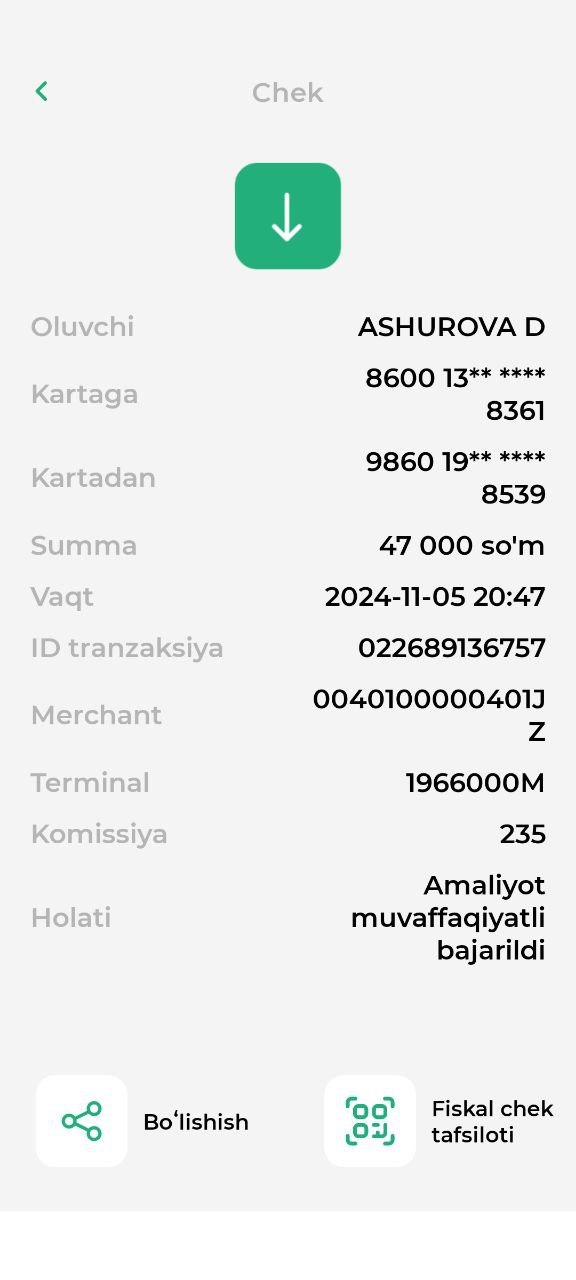 Chek
Oluvchi ASHUROVA D
Kartaga 8600 13** ****
8361
Kartadan 9860 19** ****
8539
Summa 47 000 so'm
Vaqt 2024-11-05 20:47
ID tranzaksiya 022689136757
Merchant 0040100000401J
Z
Terminal 1966000M
Komissiya 235
Holati Amaliyot
muvaffaqiyatli
bajarildi
Boʻlishish
Fiskal chek
tafsiloti